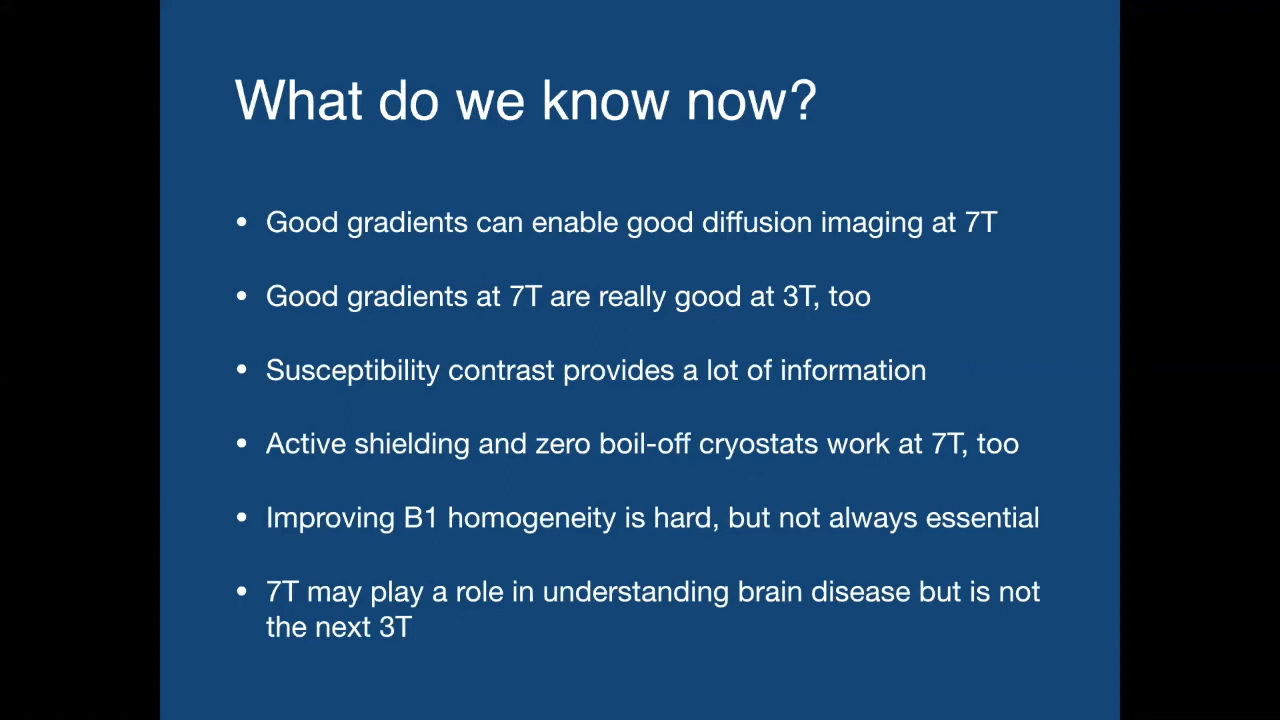 What do we know now?
• Good gradients can enable good diffusion imaging at 7T
• Good gradients at 7T are really good at 3T, too
• Susceptibility contrast provides a lot of information
• Active shielding and zero boil-off cryostats work at 7T, too
• Improving B1 homogeneity is hard, but not always essential
• 7T may play a role in understanding brain disease but is not
the next 3T